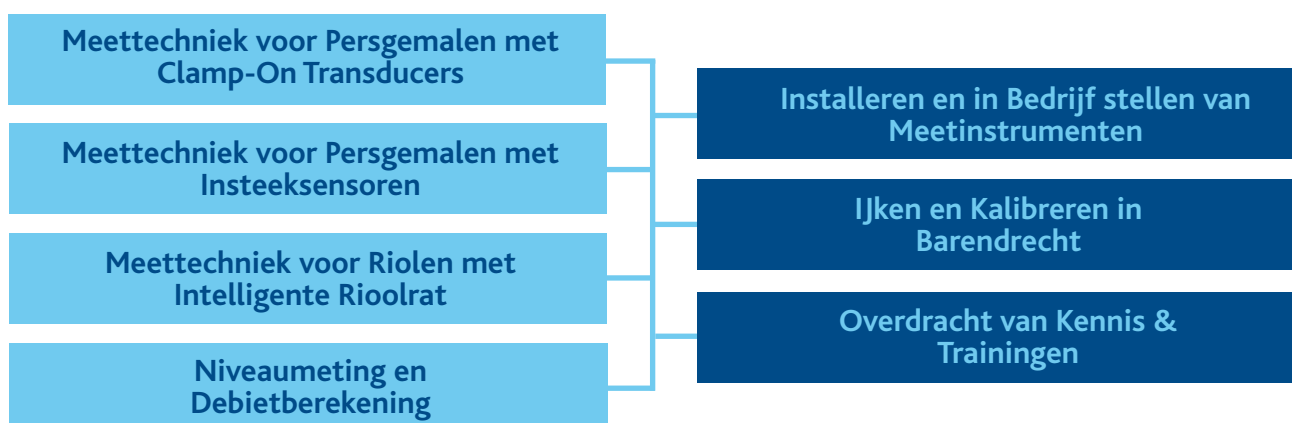 Meettechniek voor Persgemalen met
Clamp-On Transducers
Meettechniek voor Persgemalen met
Insteeksensoren
Meettechniek voor Riolen met
Intelligente Rioolrat
Niveaumeting en
Debietberekening
Installeren en in Bedrijf stellen van
Meetinstrumenten
IJken en Kalibreren in
Barendrecht
Overdracht van Kennis &
Trainingen